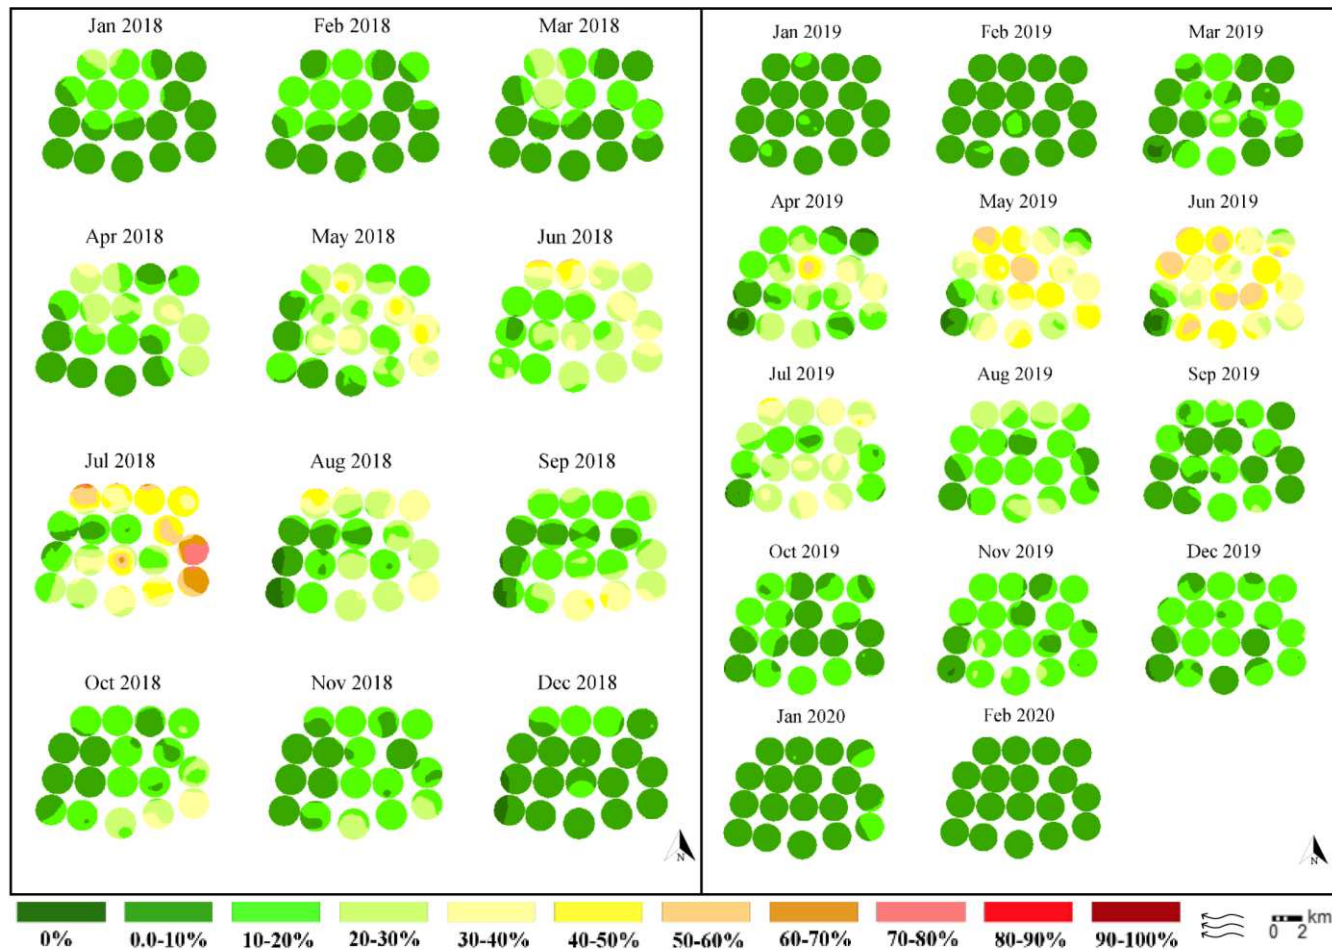 Jan 2018 Feb 2018 Mar 2018
Apr 2018 May 2018 Jun 2018
Jul 2018 Aug 2018 Sep 2018
Oct 2018 Nov 2018 Dec 2018
N
Jan 2019 Feb 2019 Mar 2019
Apr 2019 May 2019 Jun 2019
Jul 2019 Aug 2019 Sep 2019
Oct 2019 Nov 2019 Dec 2019
Jan 2020 Feb 2020
N
0% 0.0-10% 10-20% 20-30% 30-40% 40-50% 50-60% 60-70% 70-80% 80-90% 90-100%
km
0 2